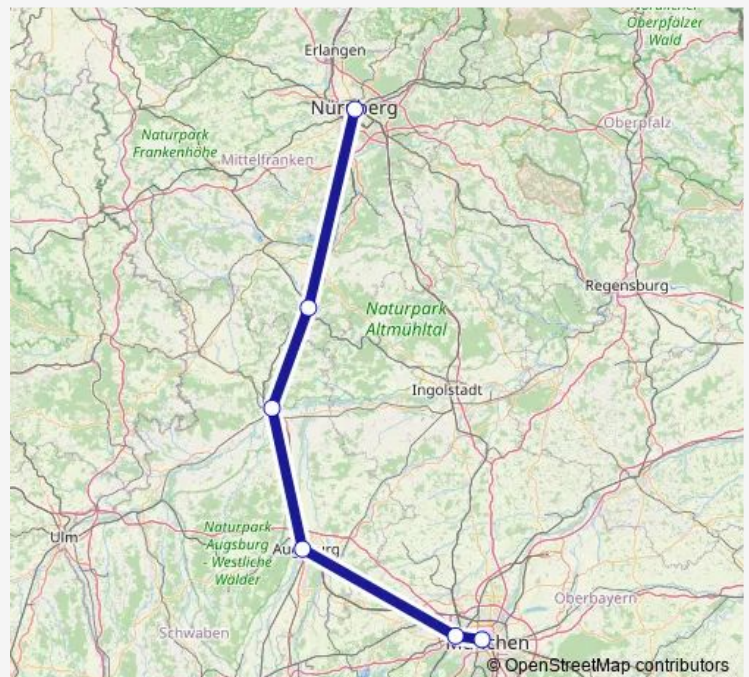 Nördlicher
Oberpfälzer
Wald
Erlangen
Oberpfalz
Naturpark
Frankenhöhe
Mittelfranken
Regensburg
Naturpark
Altmühltal
Ingolstadt
Ulm
Naturpark
Augsburg
- Westliche
Wälder
Oberbayern
Schwaben
© OpenStreetMap contributors